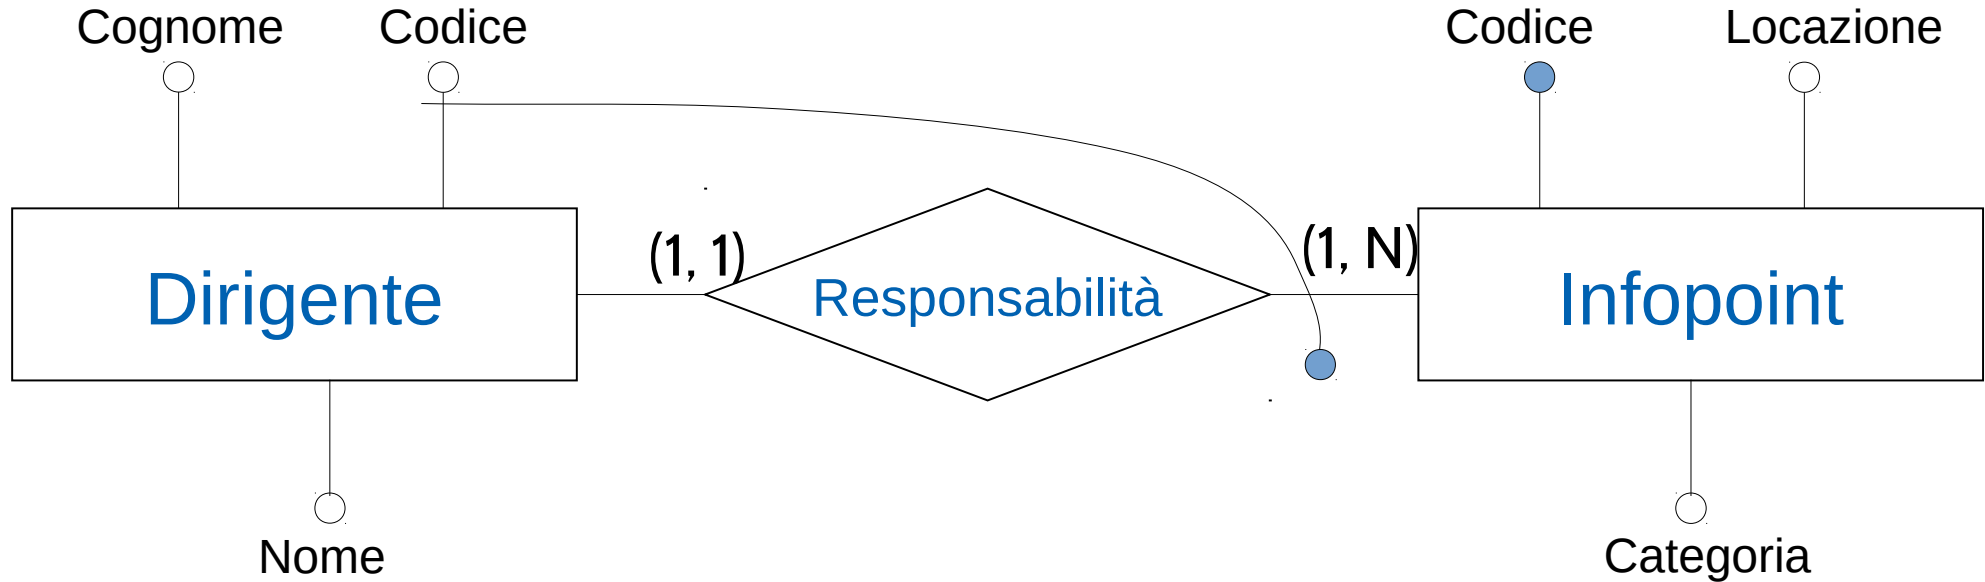 Cognome
Codice
Codice
Locazione
(1, 1)
(1, N)
Dirigente
Responsabilità
Infopoint
Nome
Categoria